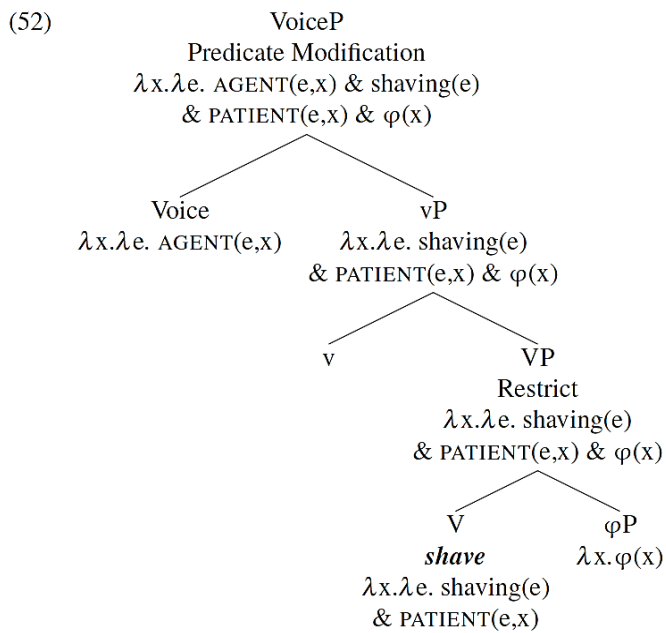 (52) VoiceP
Predicate Modification
λx.λe. AGENT(e,x) & shaving(e)
& PATIENT(e,x) & φ(x)
Voice vP
λx.λe. AGENT(e,x) λx.λe. shaving(e)
& PATIENT(e,x) & φ(x)
v VP
Restrict
λx.λe. shaving(e)
& PATIENT(e,x) & φ(x)
V φP
shave λx.φ(x)
λx.λe. shaving(e)
& PATIENT(e,x)